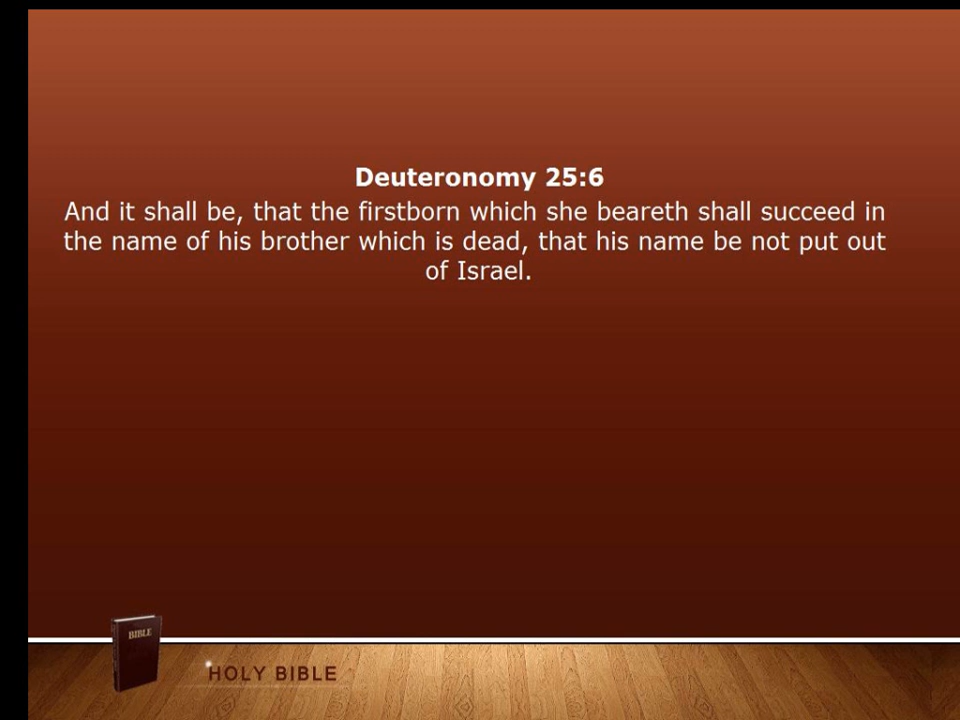 Deuteronomy 25:6
And it shall be, that the firstborn which she beareth shall succeed in
the name of his brother which is dead, that his name be not put out
of Israel.
BIBLE
HOLY BIBLE